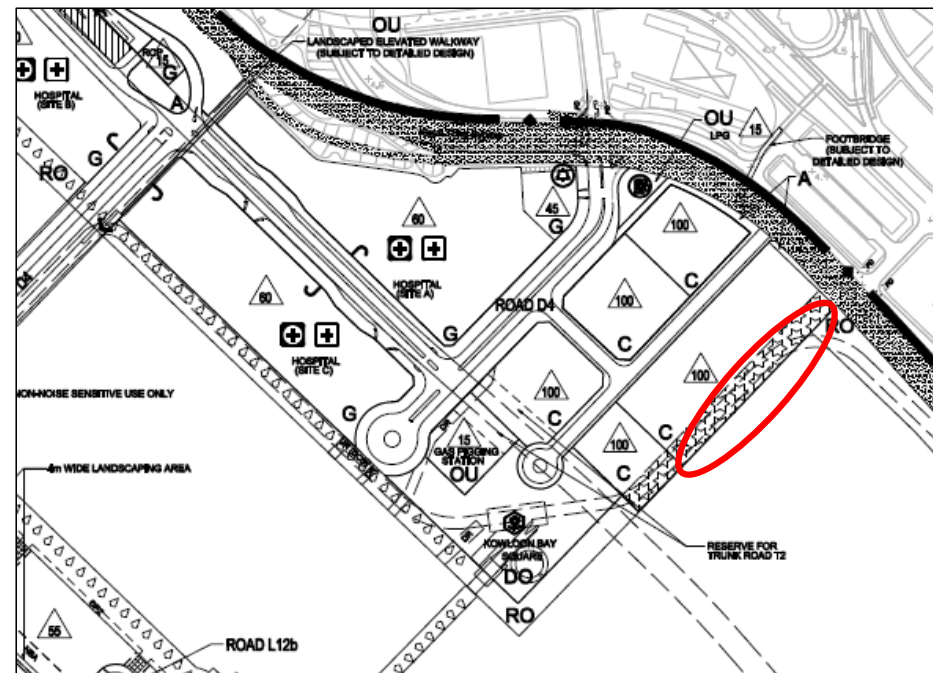 OU
LANDSCAPED ELEVATED WALKWAY
(SUBJECT TO DETAILED DESIGN)
RCP
15
G
A
HOSPITAL
(SITE B)
G
RO
OU
LPG
15
FOOTBRIDGE
(SUBJECT TO
DETAILED DESIGN)
A
45
G
60
HOSPITAL
(SITE A)
100
C
100
C
ROAD D4
D4
60
HOSPITAL
(SITE C)
G
G
RO
100
C
100
C
100
C
NON-NOISE SENSITIVE USE ONLY
15
GAS PIGGING
STATION
OU
4m WIDE LANDSCAPING AREA
KOWLOON BAY
SQUARE
DO
RO
RESERVE FOR
TRUNK ROAD T2
55
ROAD L12b